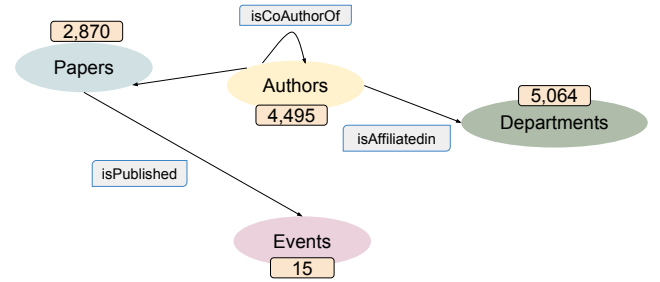 isCoAuthorOf
2,870
Papers
Authors
4,495
5,064
Departments
isAffiliatedin
isPublished
Events
15